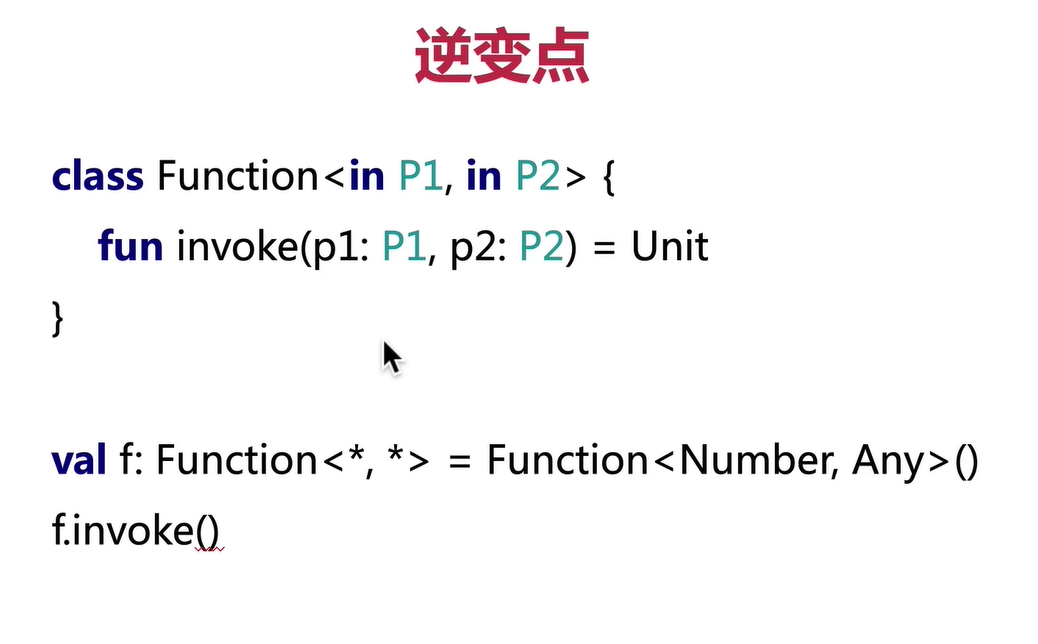 逆变点
class Function<in P1, in P2> {
fun invoke(p1: P1, p2: P2) = Unit
}
val f: Function<*, *> = Function<Number, Any>()
f.invoke()